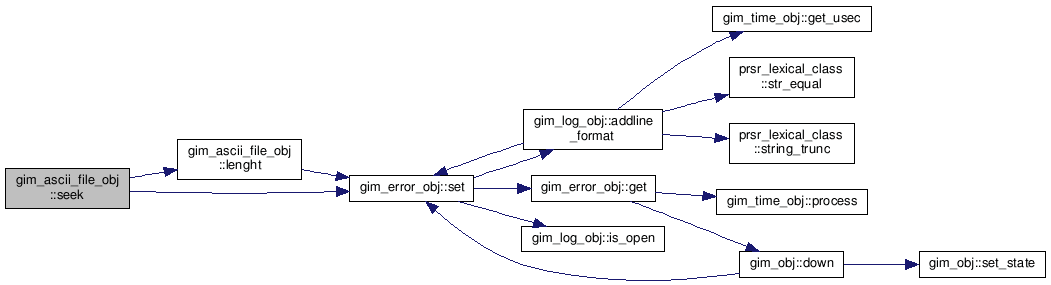 gim_ascii_file_obj
::seek
gim_ascii_file_obj
::lenght
gim_error_obj::set
gim_log_obj::addline
_format
gim_error_obj::get
gim_log_obj::is_open
gim_time_obj::get_usec
prsr_lexical_class
::str_equal
prsr_lexical_class
::string_trunc
gim_time_obj::process
gim_obj::down
gim_obj::set_state